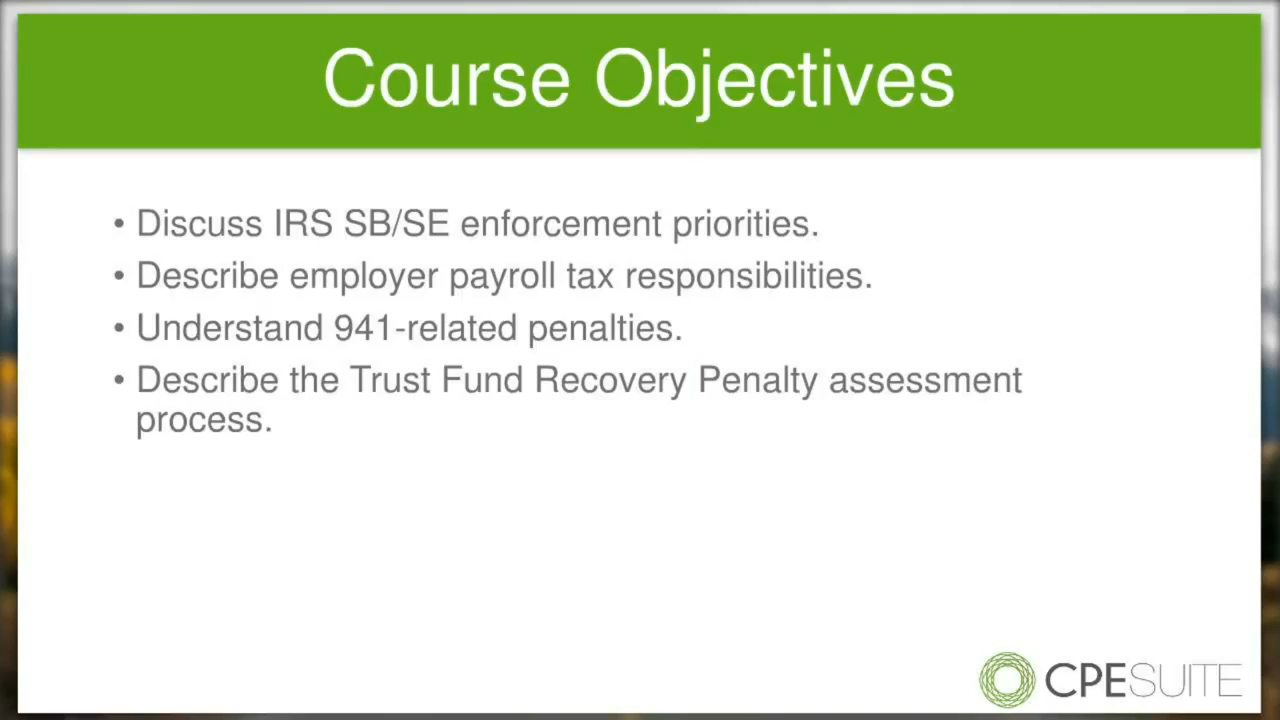 Course Objectives
• Discuss IRS SB/SE enforcement priorities.
• Describe employer payroll tax responsibilities.
• Understand 941-related penalties.
• Describe the Trust Fund Recovery Penalty assessment
process.
CPESUITE